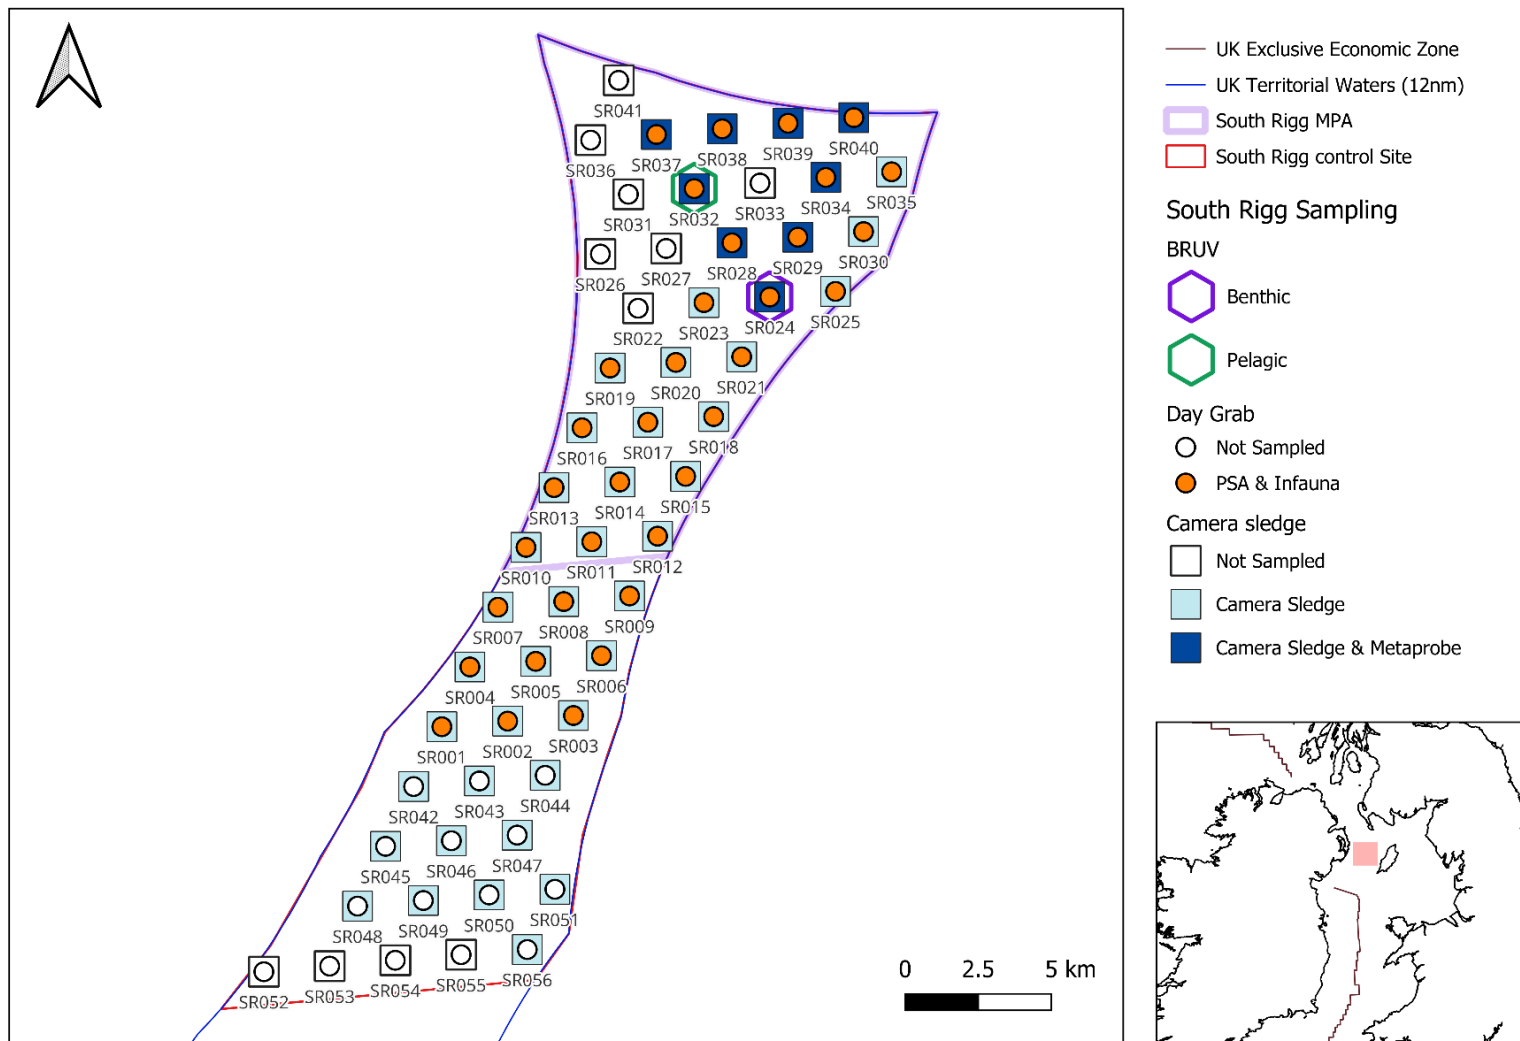 SR041
SR036
SR037
SR038
SR039
SR040
SR031
SR032
SR033
SR034
SR035
SR026
SR027
SR028
SR029
SR030
SR022
SR023
SR024
SR025
SR019
SR020
SR021
SR016
SR017
SR018
SR013
SR014
SR015
SR010
SR011
SR012
SR007
SR008
SR009
SR004
SR005
SR006
SR001
SR002
SR003
SR042
SR043
SR044
SR045
SR046
SR047
SR048
SR049
SR050
SR051
SR052
SR053
SR054
SR055
SR056
0 2.5 5 km
UK Exclusive Economic Zone
UK Territorial Waters (12nm)
South Rigg MPA
South Rigg control Site
South Rigg Sampling
BRUV
Benthic
Pelagic
Day Grab
Not Sampled
PSA & Infauna
Camera sledge
Not Sampled
Camera Sledge
Camera Sledge & Metaprobe